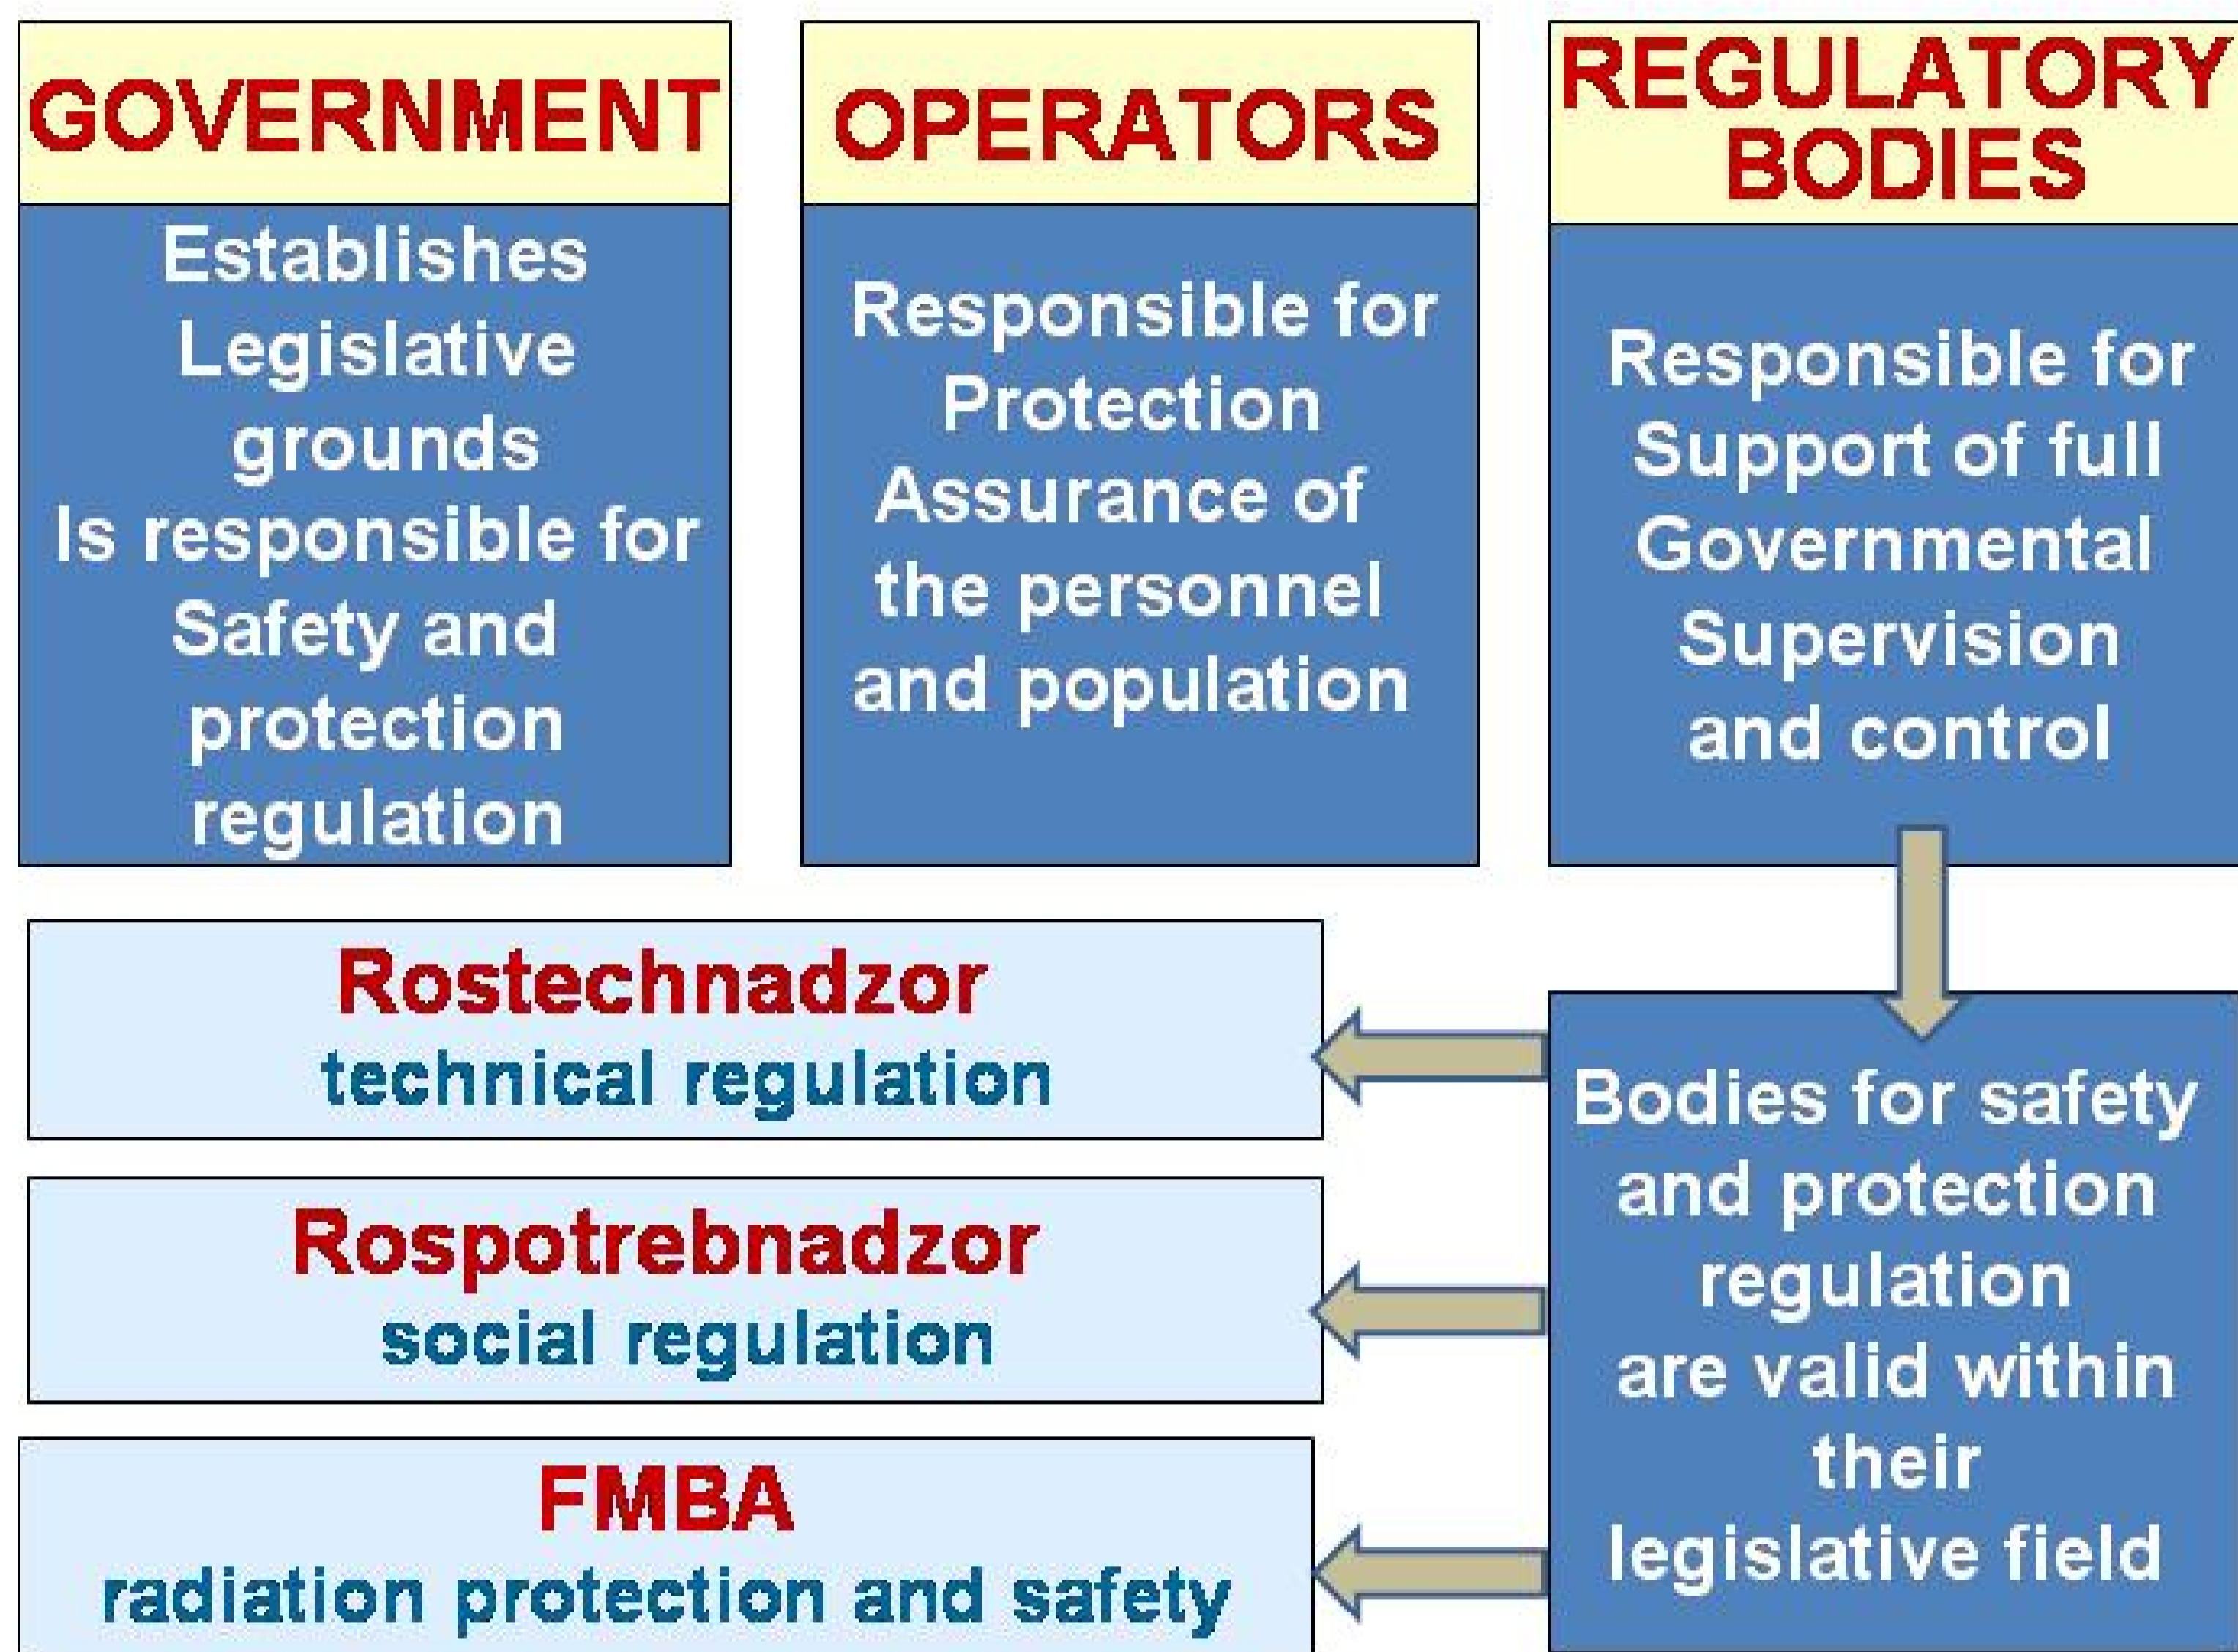 GOVERNMENT
Establishes
Legislative
grounds
Is responsible for
Safety and
protection
regulation
OPERATORS
Responsible for
Protection
Assurance of
the personnel
and population
REGULATORY
BODIES
Responsible for
Support of full
Governmental
Supervision
and control
Rostechnadzor
technical regulation
Rospotrebnadzor
social regulation
FMBA
radiation protection and safety
Bodies for safety
and protection
regulation
are valid within
their
legislative field